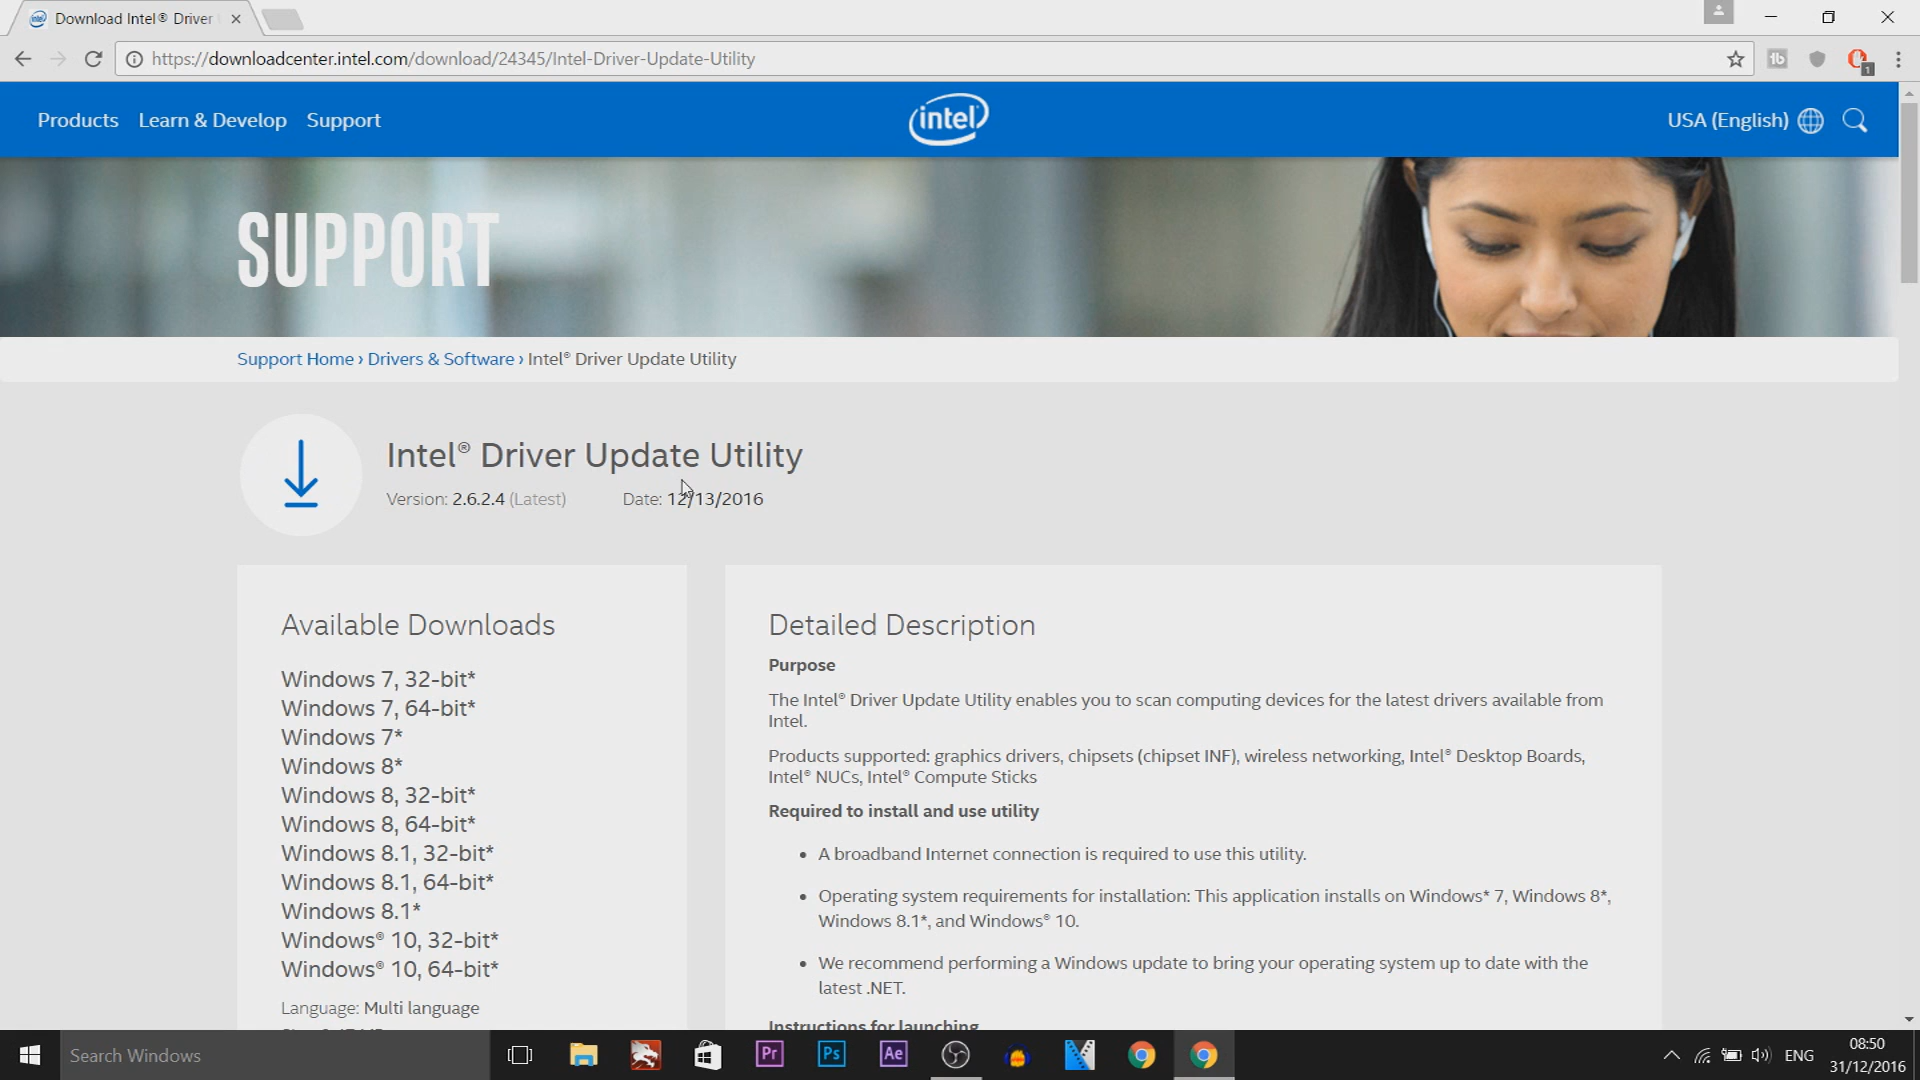 Download Intel® Driver
https://downloadcenter.intel.com/download/24345/Intel-Driver-Update-Utility
1
Products Learn & Develop Support
intel
USA (English)
SUPPORT
Support Home › Drivers & Software › Intel® Driver Update Utility
Intel® Driver Update Utility
Version: 2.6.2.4 (Latest) Date: 12/13/2016
Available Downloads
Windows 7, 32-bit*
Windows 7, 64-bit*
Windows 7*
Windows 8*
Windows 8, 32-bit*
Windows 8, 64-bit*
Windows 8.1, 32-bit*
Windows 8.1, 64-bit*
Windows 8.1*
Windows® 10, 32-bit*
Windows® 10, 64-bit*
Language: Multi language
Detailed Description
Purpose
The Intel® Driver Update Utility enables you to scan computing devices for the latest drivers available from
Intel.
Products supported: graphics drivers, chipsets (chipset INF), wireless networking, Intel® Desktop Boards,
Intel® NUCs, Intel® Compute Sticks
Required to install and use utility
• A broadband Internet connection is required to use this utility.
• Operating system requirements for installation: This application installs on Windows* 7, Windows 8*,
Windows 8.1*, and Windows® 10.
• We recommend performing a Windows update to bring your operating system up to date with the
latest .NET.
Instructions for launching
Search Windows
Pr
Ps
Ae
ENG
08:50
31/12/2016